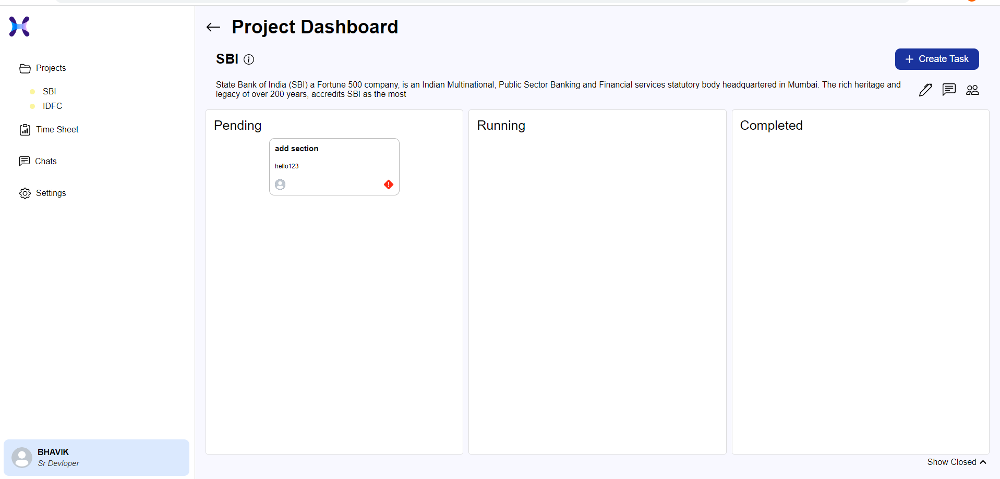 Project Dashboard
Projects
SBI
IDFC
Time Sheet
Chats
Settings
SBI
Create Task
State Bank of India (SBI) a Fortune 500 company, is an Indian Multinational, Public Sector Banking and Financial services statutory body headquartered in Mumbai. The rich heritage and
legacy of over 200 years, accredits SBI as the most
Pending
add section
hello123
Running
Completed
BHAVIK
Sr Devloper
Show Closed